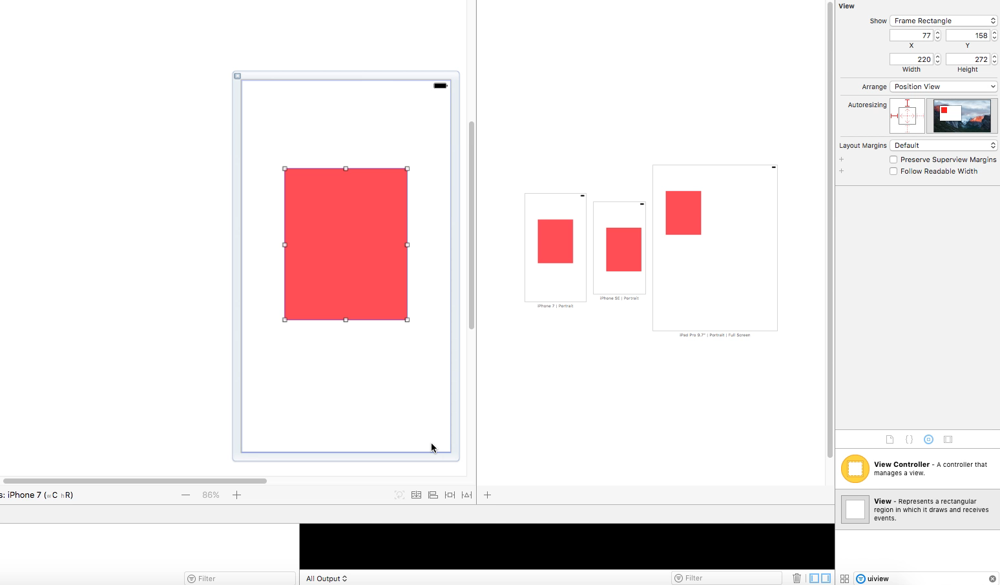 View
Show
Frame Rectangle
77
158
X
Y
220
272
Width
Height
Arrange
Position View
Autoresizing
Layout Margins
Default
Preserve Superview Margins
Follow Readable Width
iPhone 7 | Portrait
iPhone SE | Portrait
iPad Pro 9.7" | Portrait | Full Screen
View Controller - A controller that
manages a view.
View - Represents a rectangular
region in which it draws and receives
events.
s: iPhone 7 (wC hR)
86%
Filter
All Output
Filter
uiview